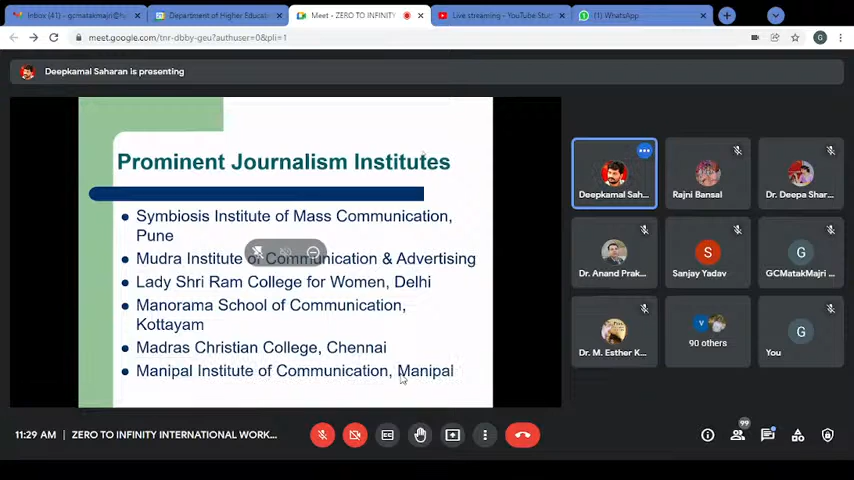 Inbox (41) - gcmatakmajri@h
Department of Higher Educati
Meet - ZERO TO INFINITY
Live streaming - YouTube Stu
(1) WhatsApp
meet.google.com/tnr-dbby-geu?authuser=0&pli=1
G
Deepkamal Saharan is presenting
Prominent Journalism Institutes
Symbiosis Institute of Mass Communication,
Pune
Mudra Institute of Communication & Advertising
Lady Shri Ram College for Women, Delhi
Manorama School of Communication,
Kottayam
Madras Christian College, Chennai
Manipal Institute of Communication, Manipal
Deepkamal Sah...
Rajni Bansal
Dr. Deepa Shar...
Dr. Anand Prak...
S
Sanjay Yadav
G
GCMatakMajri ...
Dr. M. Esther K...
V
90 others
G
You
11:29 AM | ZERO TO INFINITY INTERNATIONAL WORK...
CC
99